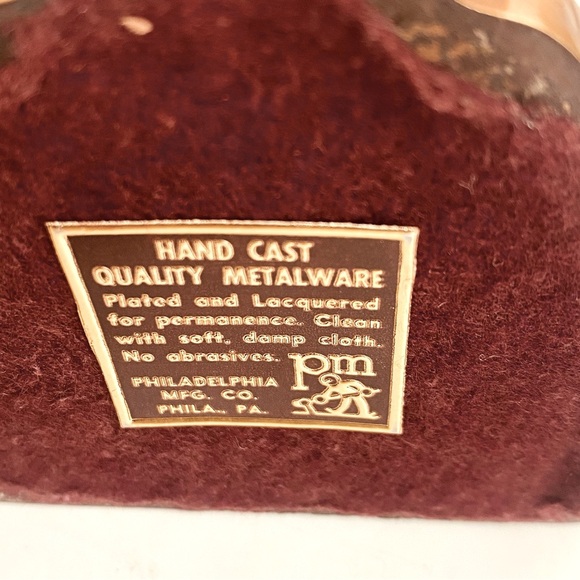 HAND CAST
QUALITY METALWARE
Plated and Lacquered
for permanence. Clean
with soft, damp cloth.
No abrasives.
pm
PHILADELPHIA
MFG. CO.
PHILA., PA.